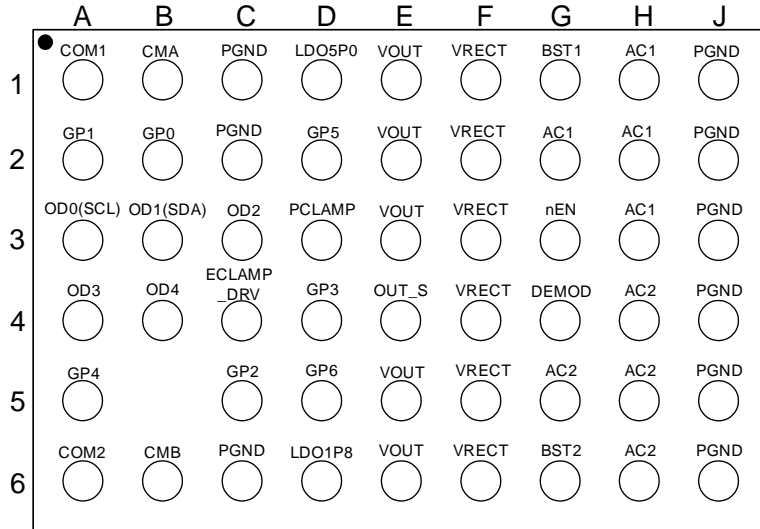 A B C D E F G H J
COM1 CMA PGND LDO5P0 VOUT VRECT BST1 AC1 PGND
1
GP1 GP0 PGND GP5 VOUT VRECT AC1 AC1 PGND
2
OD0(SCL) OD1(SDA) OD2 PCLAMP VOUT VRECT nEN AC1 PGND
3
ECLAMP
OD3 OD4 _DRV GP3 OUT_S VRECT DEMOD AC2 PGND
4
GP4 GP2 GP6 VOUT VRECT AC2 AC2 PGND
5
COM2 CMB PGND LDO1P8 VOUT VRECT BST2 AC2 PGND
6